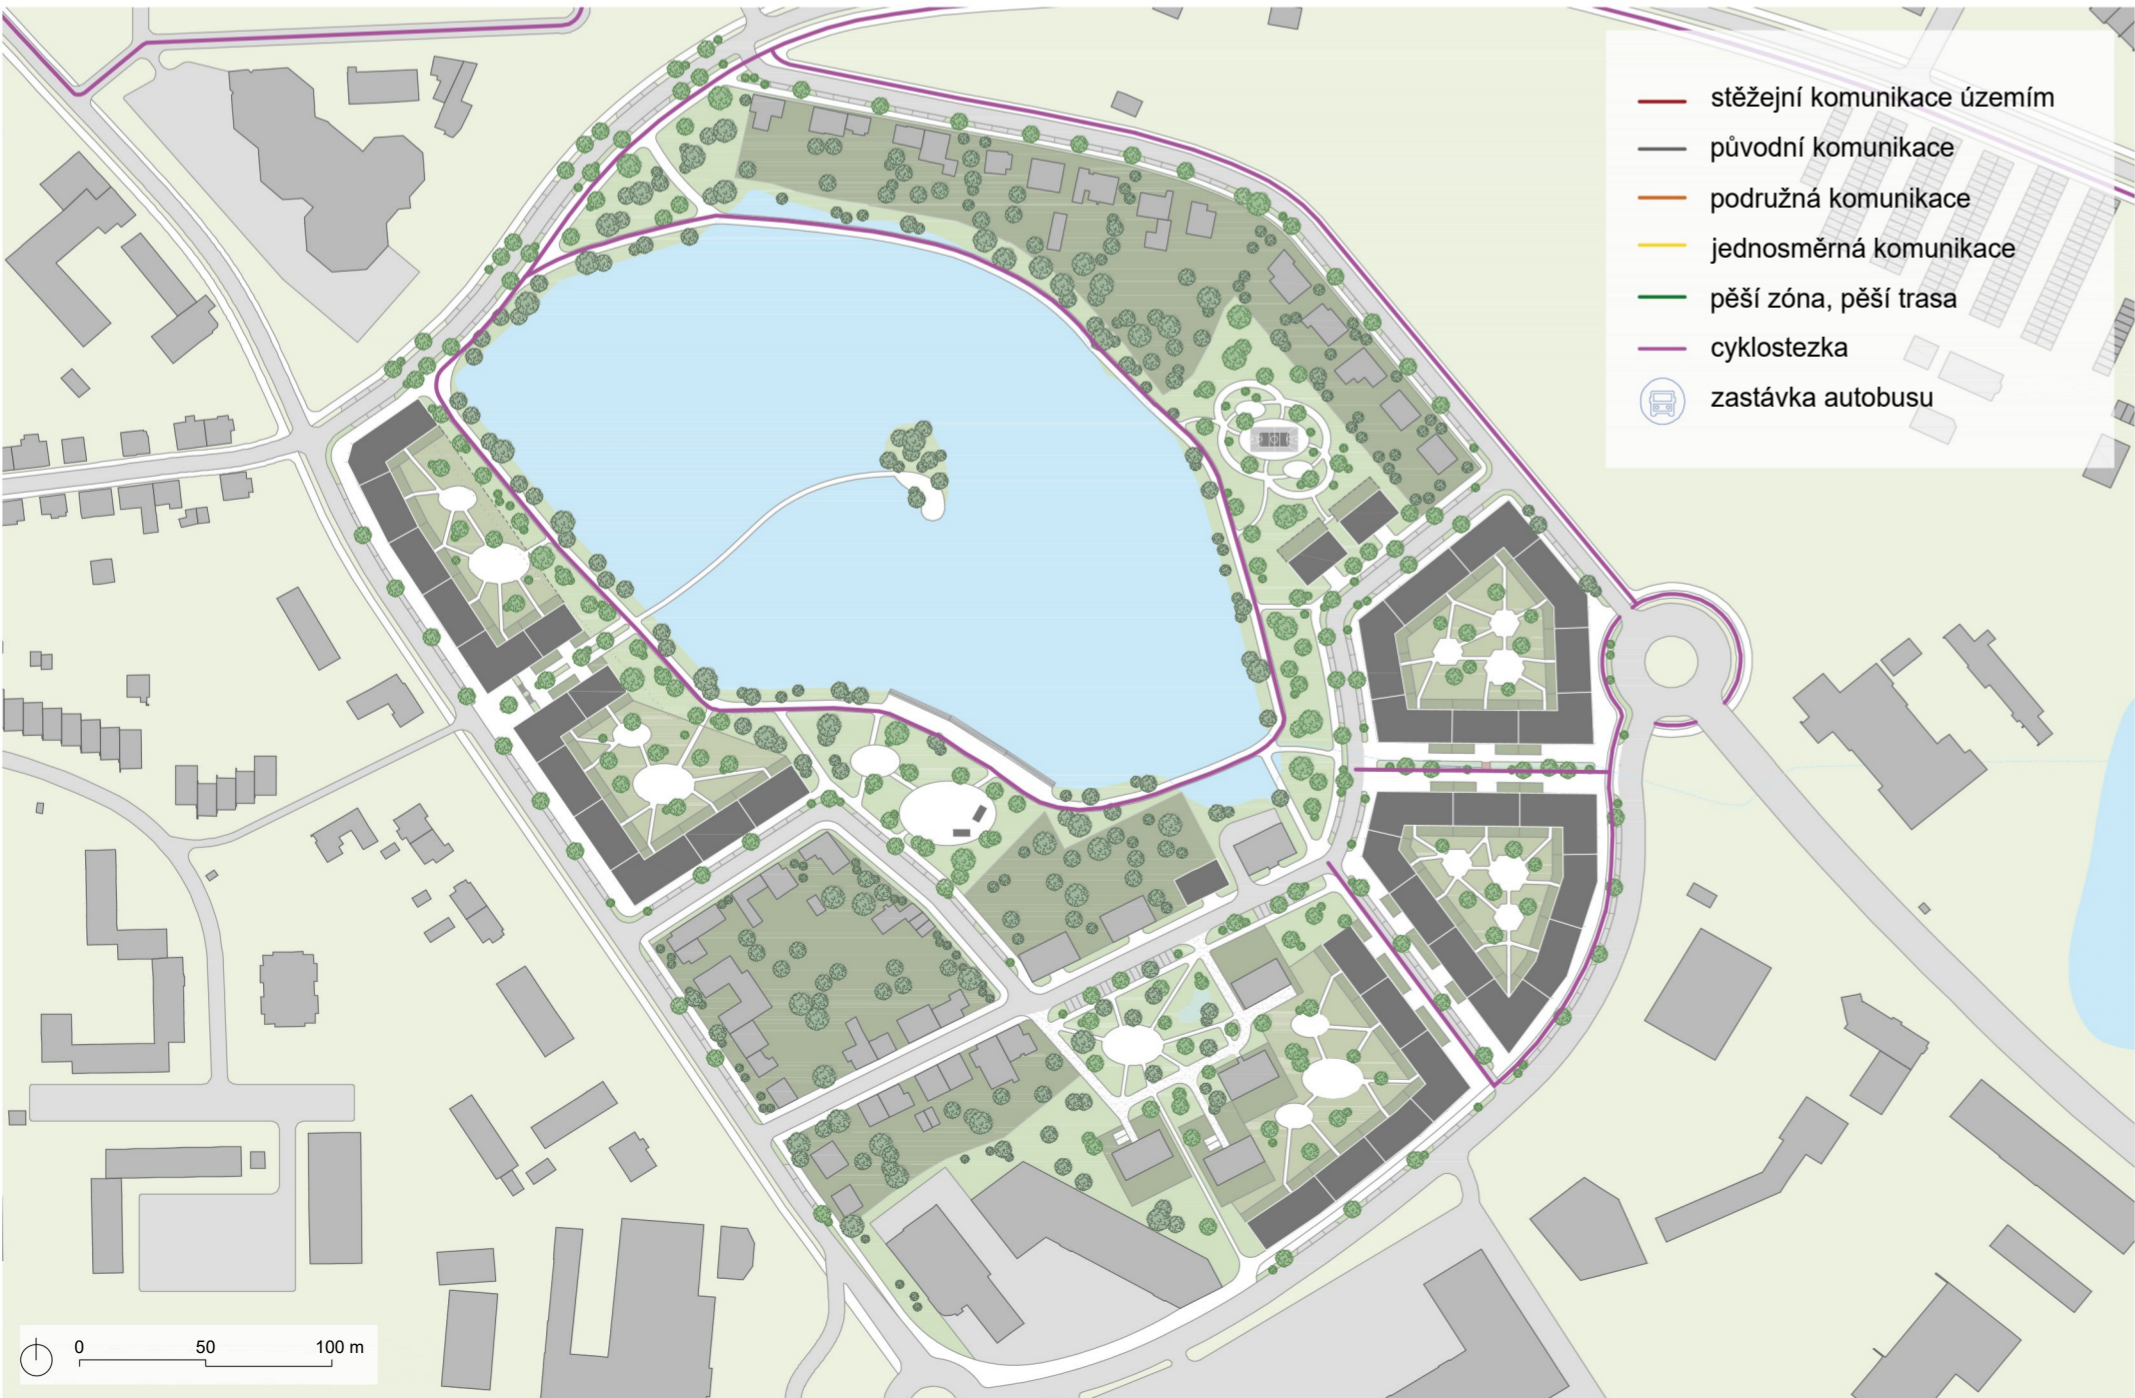 stěžejní komunikace územím
původní komunikace
podružná komunikace
jednosměrná komunikace
pěší zóna, pěší trasa
cyklostezka
zastávka autobusu
0 50 100 m